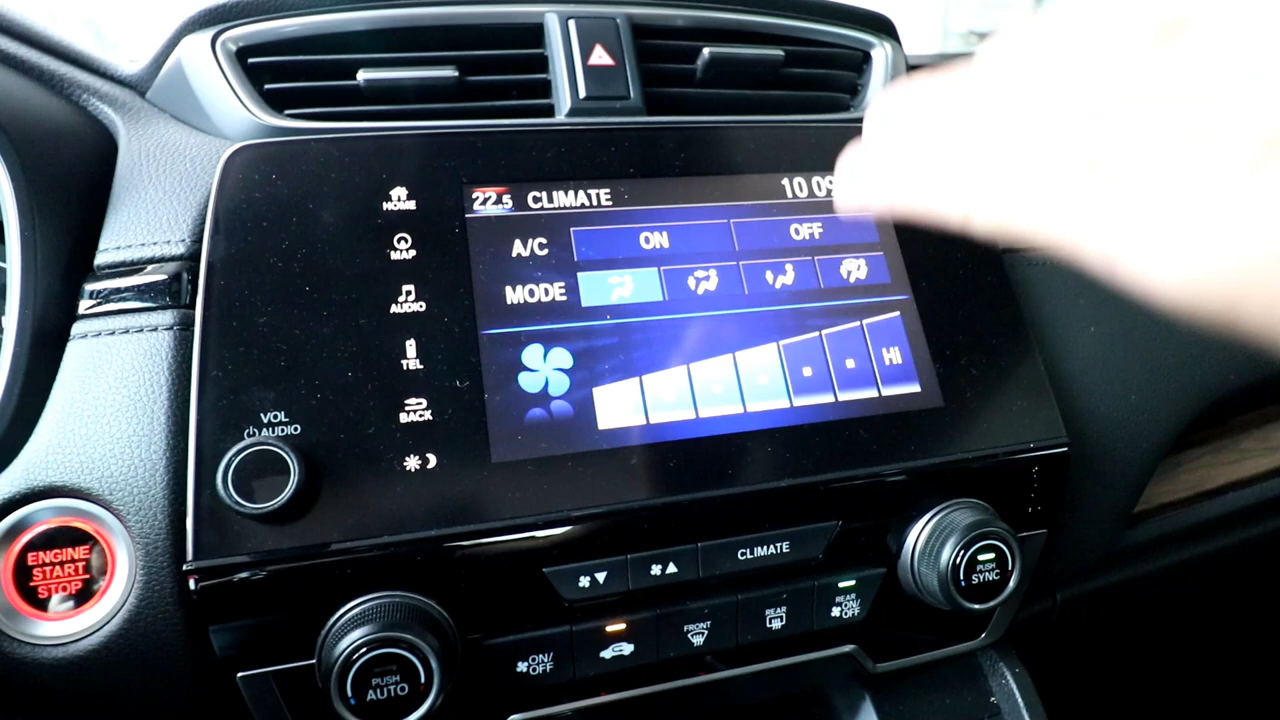 22.5 CLIMATE 10 09
HOME
MAP
AUDIO
TEL
BACK
A/C ON OFF
MODE
HI
VOL
AUDIO
ENGINE
START
STOP
CLIMATE
PUSH
SYNC
ON/
OFF
FRONT
REAR
REAR
ON/
OFF
PUSH
AUTO